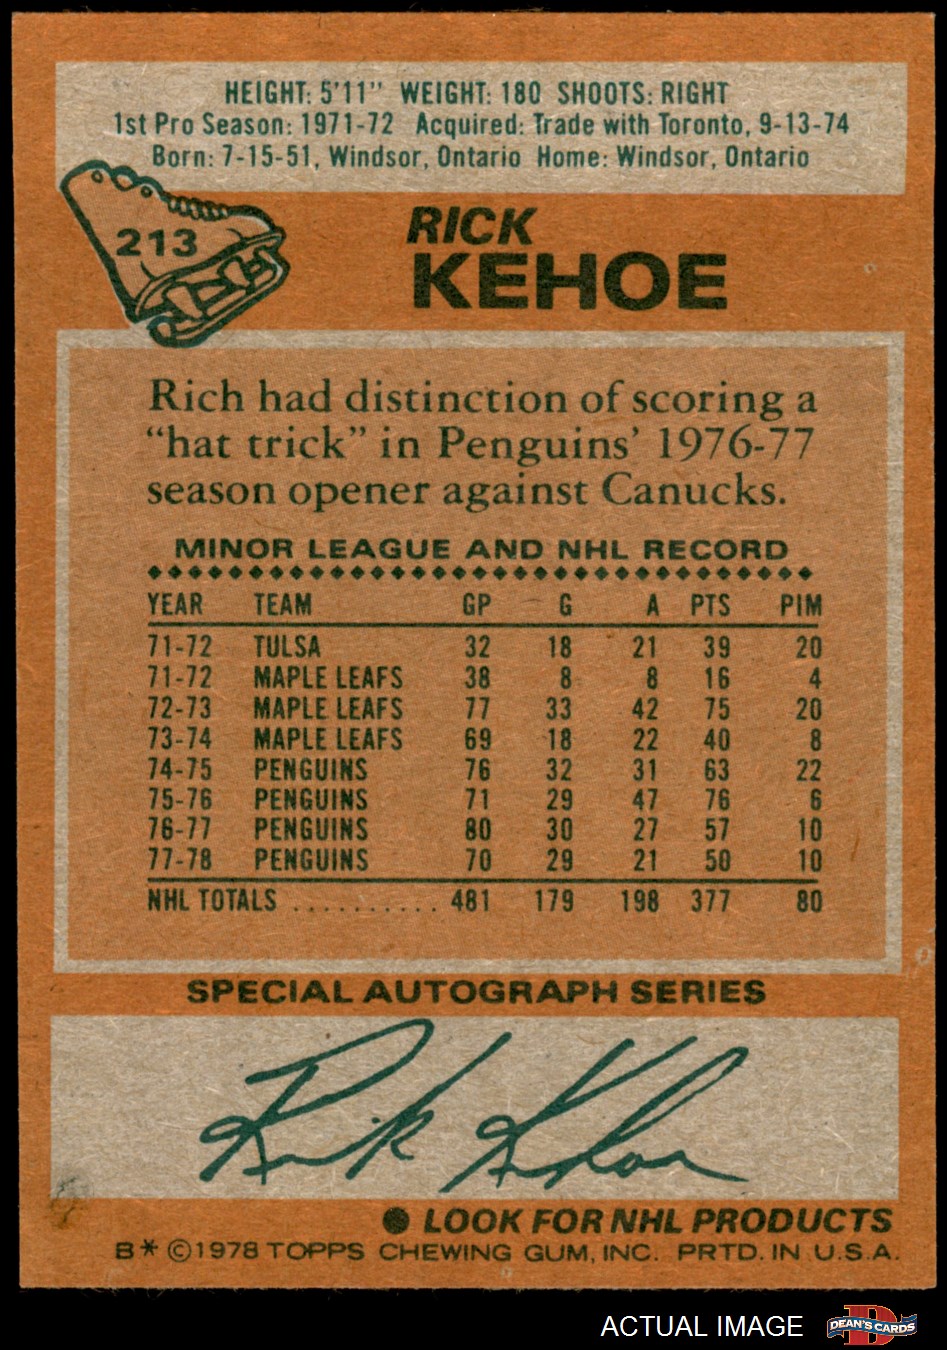 HEIGHT: 5'11" WEIGHT: 180 SHOOTS: RIGHT
1st Pro Season: 1971-72 Acquired: Trade with Toronto, 9-13-74
Born: 7-15-51, Windsor, Ontario Home: Windsor, Ontario
213
RICK
KEHOE
Rich had distinction of scoring a
“hat trick” in Penguins’ 1976-77
season opener against Canucks.
MINOR LEAGUE AND NHL RECORD
YEAR TEAM GP G A PTS PIM
71-72 TULSA 32 18 21 39 20
71-72 MAPLE LEAFS 38 8 8 16 4
72-73 MAPLE LEAFS 77 33 42 75 20
73-74 MAPLE LEAFS 69 18 22 40 8
74-75 PENGUINS 76 32 31 63 22
75-76 PENGUINS 71 29 47 76 6
76-77 PENGUINS 80 30 27 57 10
77-78 PENGUINS 70 29 21 50 10
NHL TOTALS .......... 481 179 198 377 80
SPECIAL AUTOGRAPH SERIES
Rick Kehoe
● LOOK FOR NHL PRODUCTS
B* ©1978 TOPPS CHEWING GUM, INC. PRTD. IN U.S.A.
ACTUAL IMAGE
D
DEAN'S CARDS